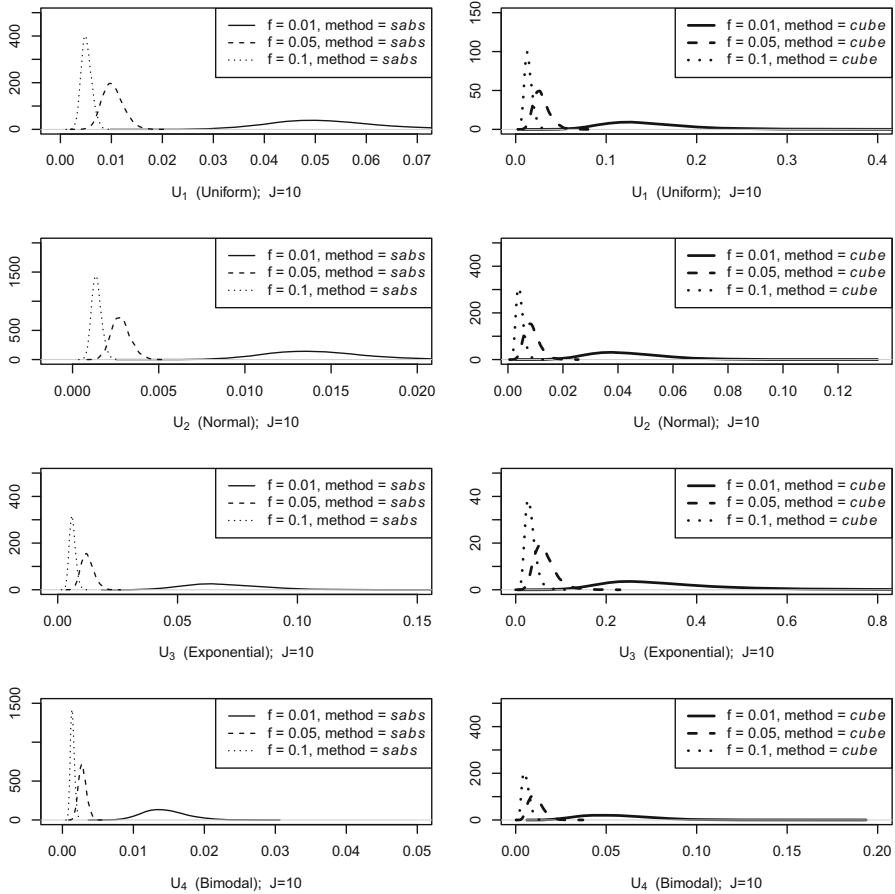 0 200 400
0.00 0.01 0.02 0.03 0.04 0.05 0.06 0.07
f = 0.01, method = sabs
f = 0.05, method = sabs
f = 0.1, method = sabs
U₁ (Uniform); J=10
0 50 100 150
0.0 0.1 0.2 0.3 0.4
f = 0.01, method = cube
f = 0.05, method = cube
f = 0.1, method = cube
U₁ (Uniform); J=10
0 500 1500
0.000 0.005 0.010 0.015 0.020
f = 0.01, method = sabs
f = 0.05, method = sabs
f = 0.1, method = sabs
U₂ (Normal); J=10
0 200 400
0.00 0.02 0.04 0.06 0.08 0.10 0.12
f = 0.01, method = cube
f = 0.05, method = cube
f = 0.1, method = cube
U₂ (Normal); J=10
0 200 400
0.00 0.05 0.10 0.15
f = 0.01, method = sabs
f = 0.05, method = sabs
f = 0.1, method = sabs
U₃ (Exponential); J=10
0 20 40
0.0 0.2 0.4 0.6 0.8
f = 0.01, method = cube
f = 0.05, method = cube
f = 0.1, method = cube
U₃ (Exponential); J=10
0 500 1500
0.00 0.01 0.02 0.03 0.04 0.05
f = 0.01, method = sabs
f = 0.05, method = sabs
f = 0.1, method = sabs
U₄ (Bimodal); J=10
0 200 400
0.00 0.05 0.10 0.15 0.20
f = 0.01, method = cube
f = 0.05, method = cube
f = 0.1, method = cube
U₄ (Bimodal); J=10